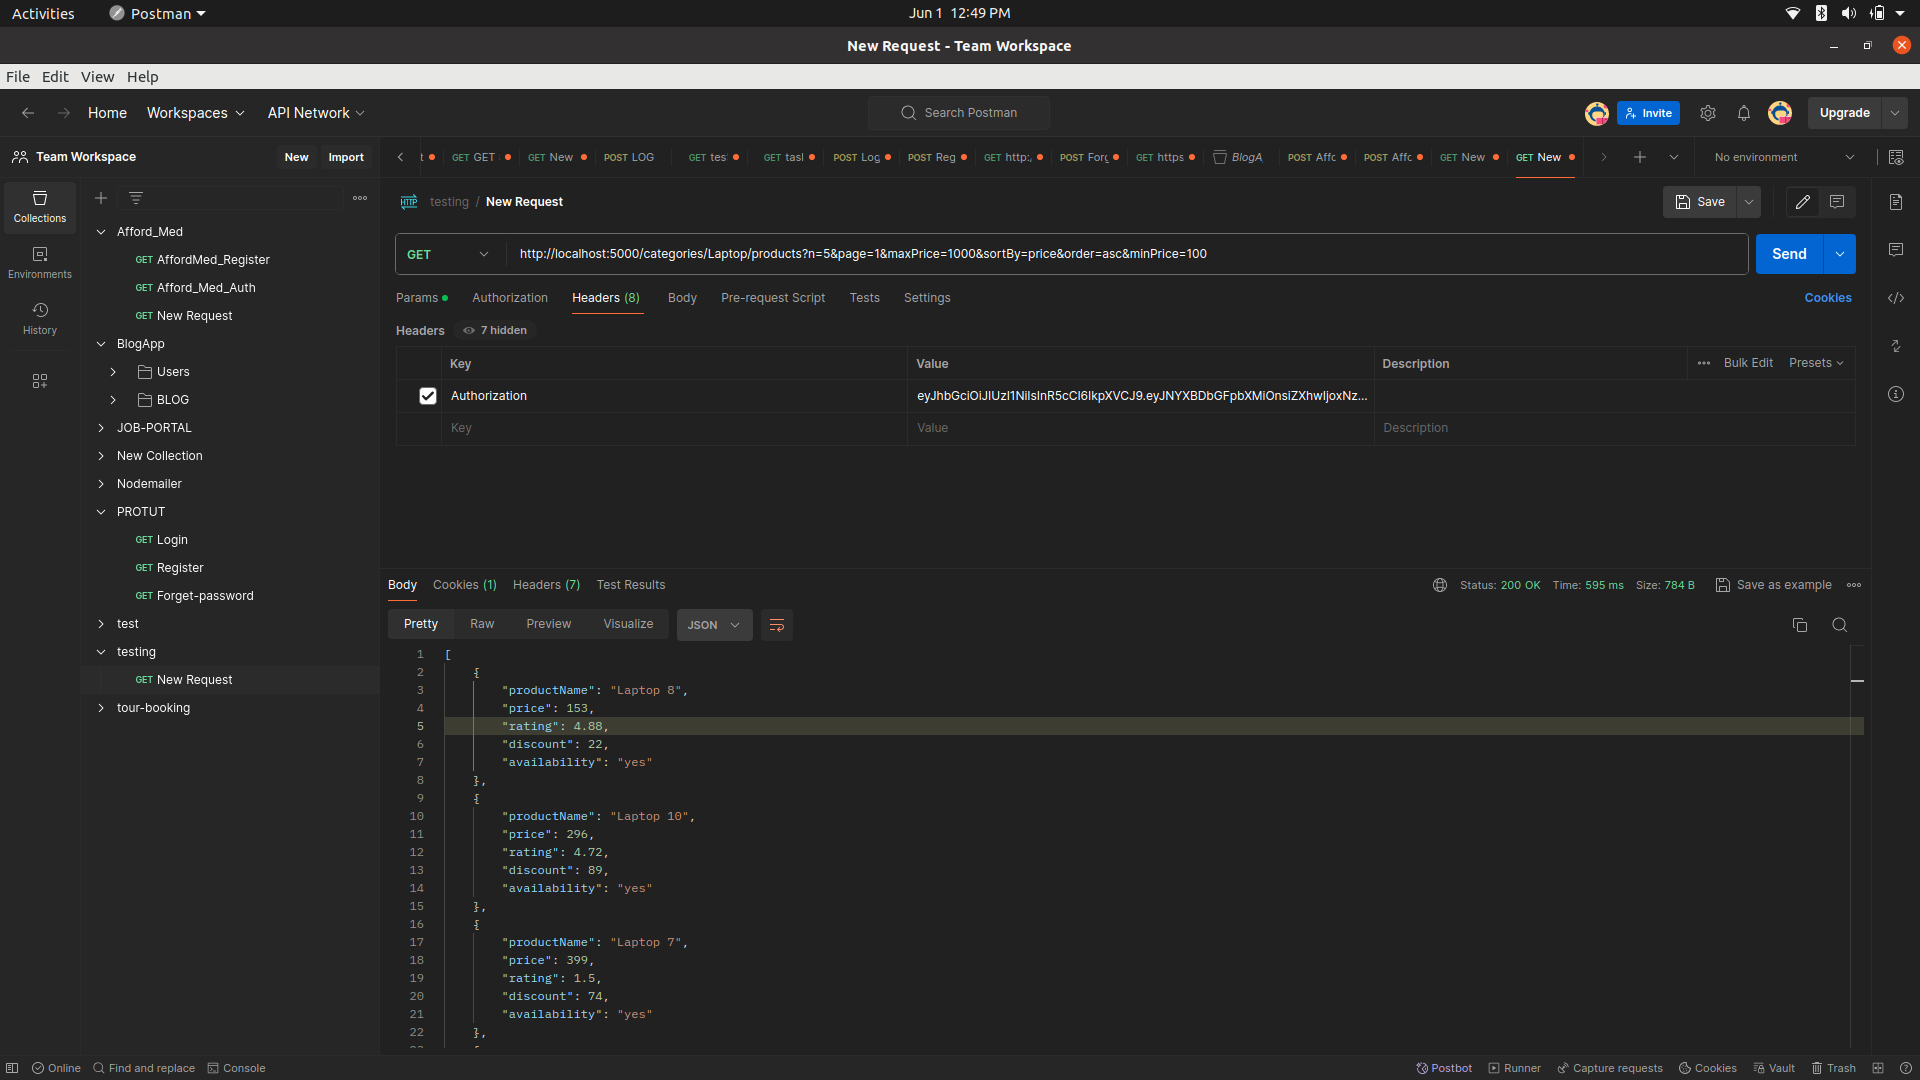 Activities Postman Jun 1 12:49 PM
New Request - Team Workspace
File Edit View Help
Home Workspaces API Network Search Postman Invite Upgrade
Team Workspace New Import
GET GET New POST LOG GET tes GET tasl POST Log POST Reg GET http:, POST Forg GET https BlogA POST Affc POST Affc GET New GET New No environment
Collections
Environments
History
Afford_Med
GET AffordMed_Register
GET Afford_Med_Auth
GET New Request
BlogApp
Users
BLOG
JOB-PORTAL
New Collection
Nodemailer
PROTUT
GET Login
GET Register
GET Forget-password
test
testing
GET New Request
tour-booking
HTTP testing / New Request Save
GET http://localhost:5000/categories/Laptop/products?n=5&page=1&maxPrice=1000&sortBy=price&order=asc&minPrice=100 Send
Params Authorization Headers (8) Body Pre-request Script Tests Settings Cookies
Headers 7 hidden
Key Value Description Bulk Edit Presets
Authorization
Key Value Description
Body Cookies (1) Headers (7) Test Results Status: 200 OK Time: 595 ms Size: 784 B Save as example
Pretty Raw Preview Visualize JSON
1 [
2 {
3 "productName": "Laptop 8",
4 "price": 153,
5 "rating": 4.88,
6 "discount": 22,
7 "availability": "yes"
8 },
9 {
10 "productName": "Laptop 10",
11 "price": 296,
12 "rating": 4.72,
13 "discount": 89,
14 "availability": "yes"
15 },
16 {
17 "productName": "Laptop 7",
18 "price": 399,
19 "rating": 1.5,
20 "discount": 74,
21 "availability": "yes"
22 },
Online Find and replace Console Postbot Runner Capture requests Cookies Vault Trash